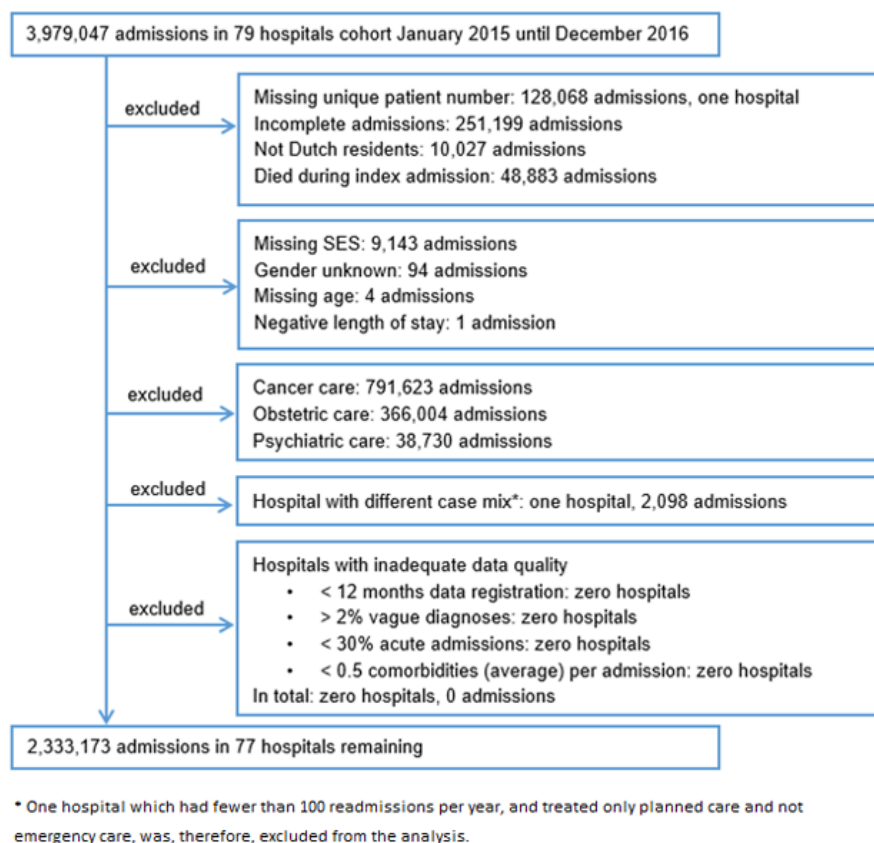 3,979,047 admissions in 79 hospitals cohort January 2015 until December 2016
excluded
Missing unique patient number: 128,068 admissions, one hospital
Incomplete admissions: 251,199 admissions
Not Dutch residents: 10,027 admissions
Died during index admission: 48,883 admissions
excluded
Missing SES: 9,143 admissions
Gender unknown: 94 admissions
Missing age: 4 admissions
Negative length of stay: 1 admission
excluded
Cancer care: 791,623 admissions
Obstetric care: 366,004 admissions
Psychiatric care: 38,730 admissions
excluded
Hospital with different case mix*: one hospital, 2,098 admissions
excluded
Hospitals with inadequate data quality
• < 12 months data registration: zero hospitals
• > 2% vague diagnoses: zero hospitals
• < 30% acute admissions: zero hospitals
• < 0.5 comorbidities (average) per admission: zero hospitals
In total: zero hospitals, 0 admissions
2,333,173 admissions in 77 hospitals remaining
* One hospital which had fewer than 100 readmissions per year, and treated only planned care and not
emergency care, was, therefore, excluded from the analysis.